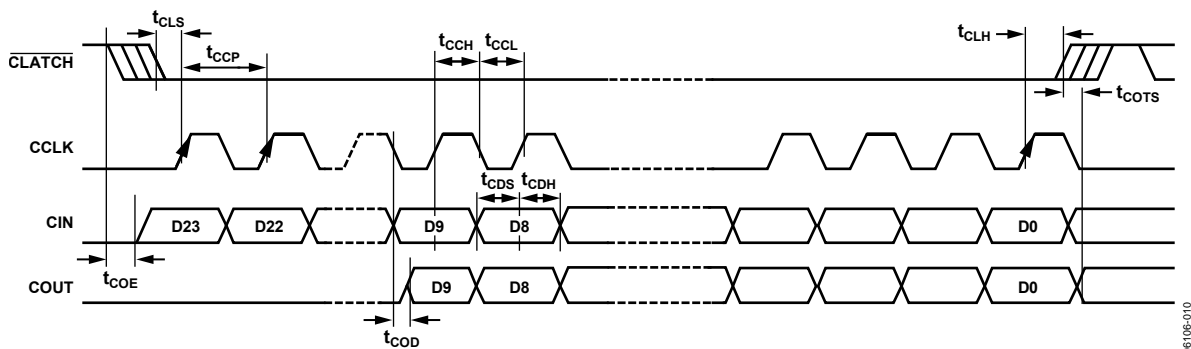 tCLS
tCCP
tCCH
tCCL
tCLH
CLATCH
tCOTS
CCLK
tCDS
tCDH
CIN
D23
D22
D9
D8
D0
tCOE
COUT
D9
D8
D0
tCOD
06106-010